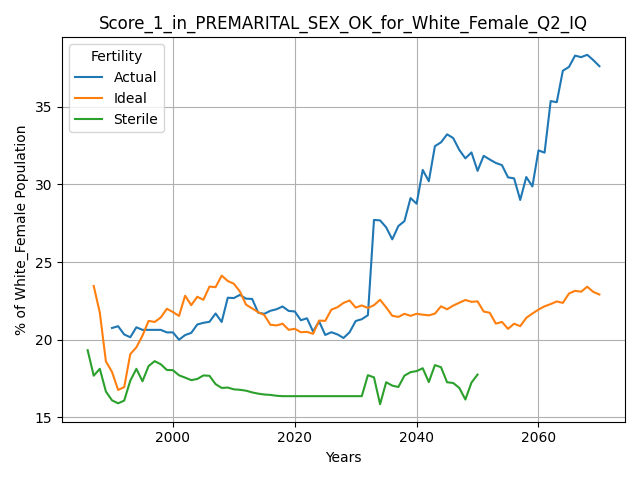 Score_1_in_PREMARITAL_SEX_OK_for_White_Female_Q2_IQ
Fertility
Actual
Ideal
Sterile
% of White_Female Population
35
30
25
20
15
2000
2020
2040
2060
Years